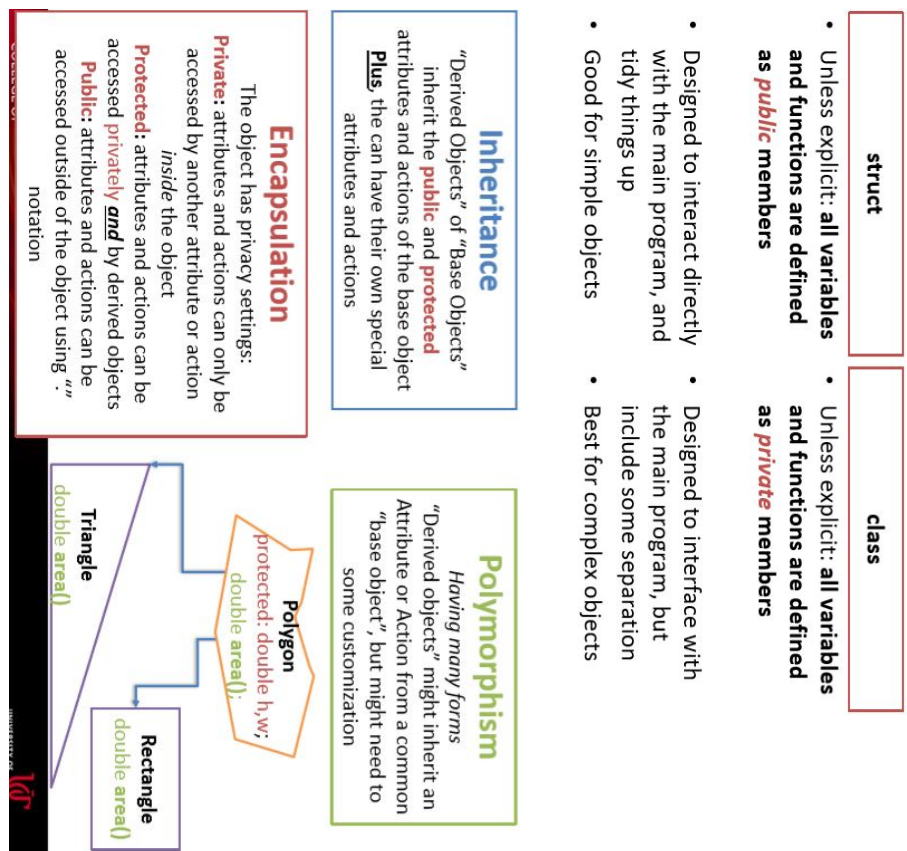 struct
• Unless explicit: all variables
and functions are defined
as public members
• Designed to interact directly
with the main program, and
tidy things up
• Good for simple objects
class
• Unless explicit: all variables
and functions are defined
as private members
• Designed to interface with
the main program, but
include some separation
• Best for complex objects
Inheritance
“Derived Objects” of “Base Objects”
inherit the public and protected
attributes and actions of the base object
Plus, the can have their own special
attributes and actions
Polymorphism
Having many forms
“Derived objects” might inherit an
Attribute or Action from a common
“base object”, but might need to
some customization
Encapsulation
The object has privacy settings:
Private: attributes and actions can only be
accessed by another attribute or action
inside the object
Protected: attributes and actions can be
accessed privately and by derived objects
Public: attributes and actions can be
accessed outside of the object using “.”
notation
Polygon
protected: double h,w;
double area();
Triangle
double area()
Rectangle
double area()
UNIVERSITY OF